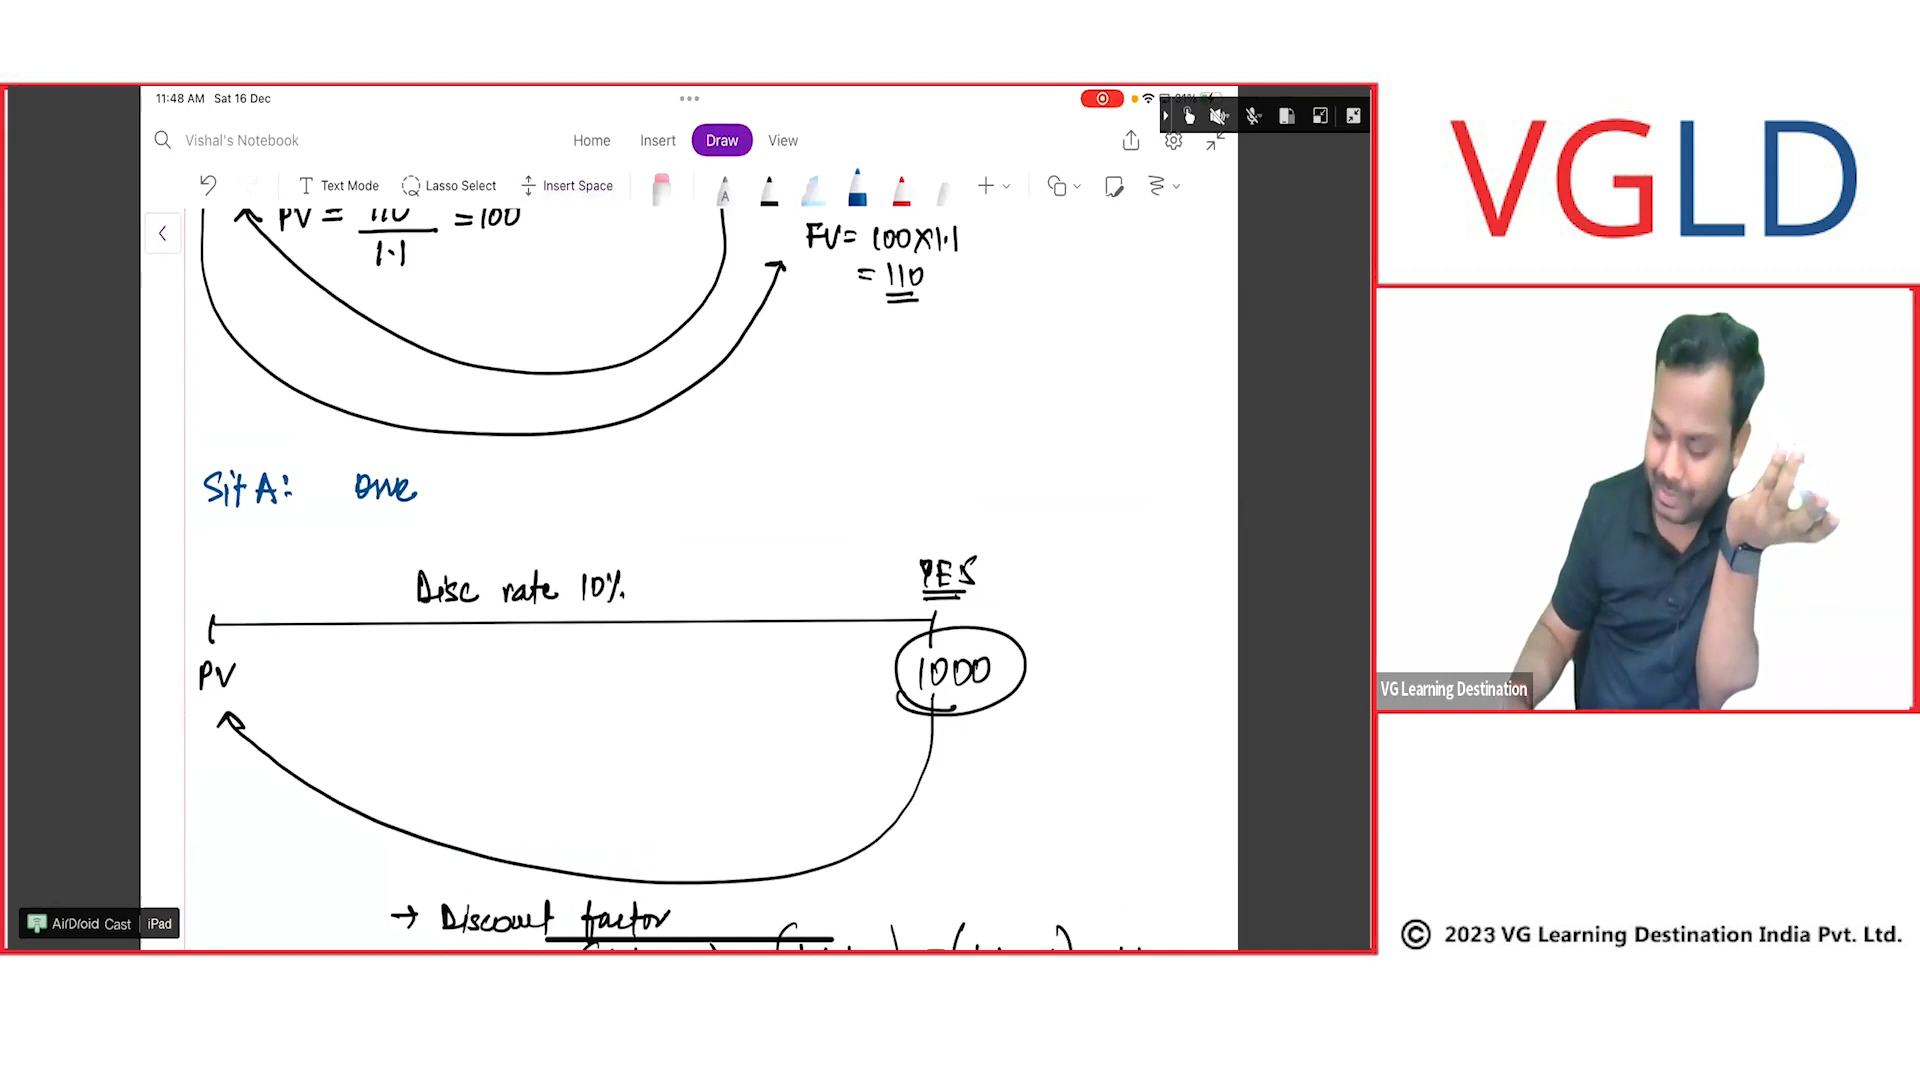 11:48 AM Sat 16 Dec
Vishal's Notebook
Home Insert Draw View
Text Mode Lasso Select Insert Space
PV = 110 / 1.1 = 100
FV = 100×1.1
= 110
Sit A: One
Disc rate 10%
1000
PV
→ Discount factor
AirDroid Cast iPad
VGLD
VG Learning Destination
© 2023 VG Learning Destination India Pvt. Ltd.